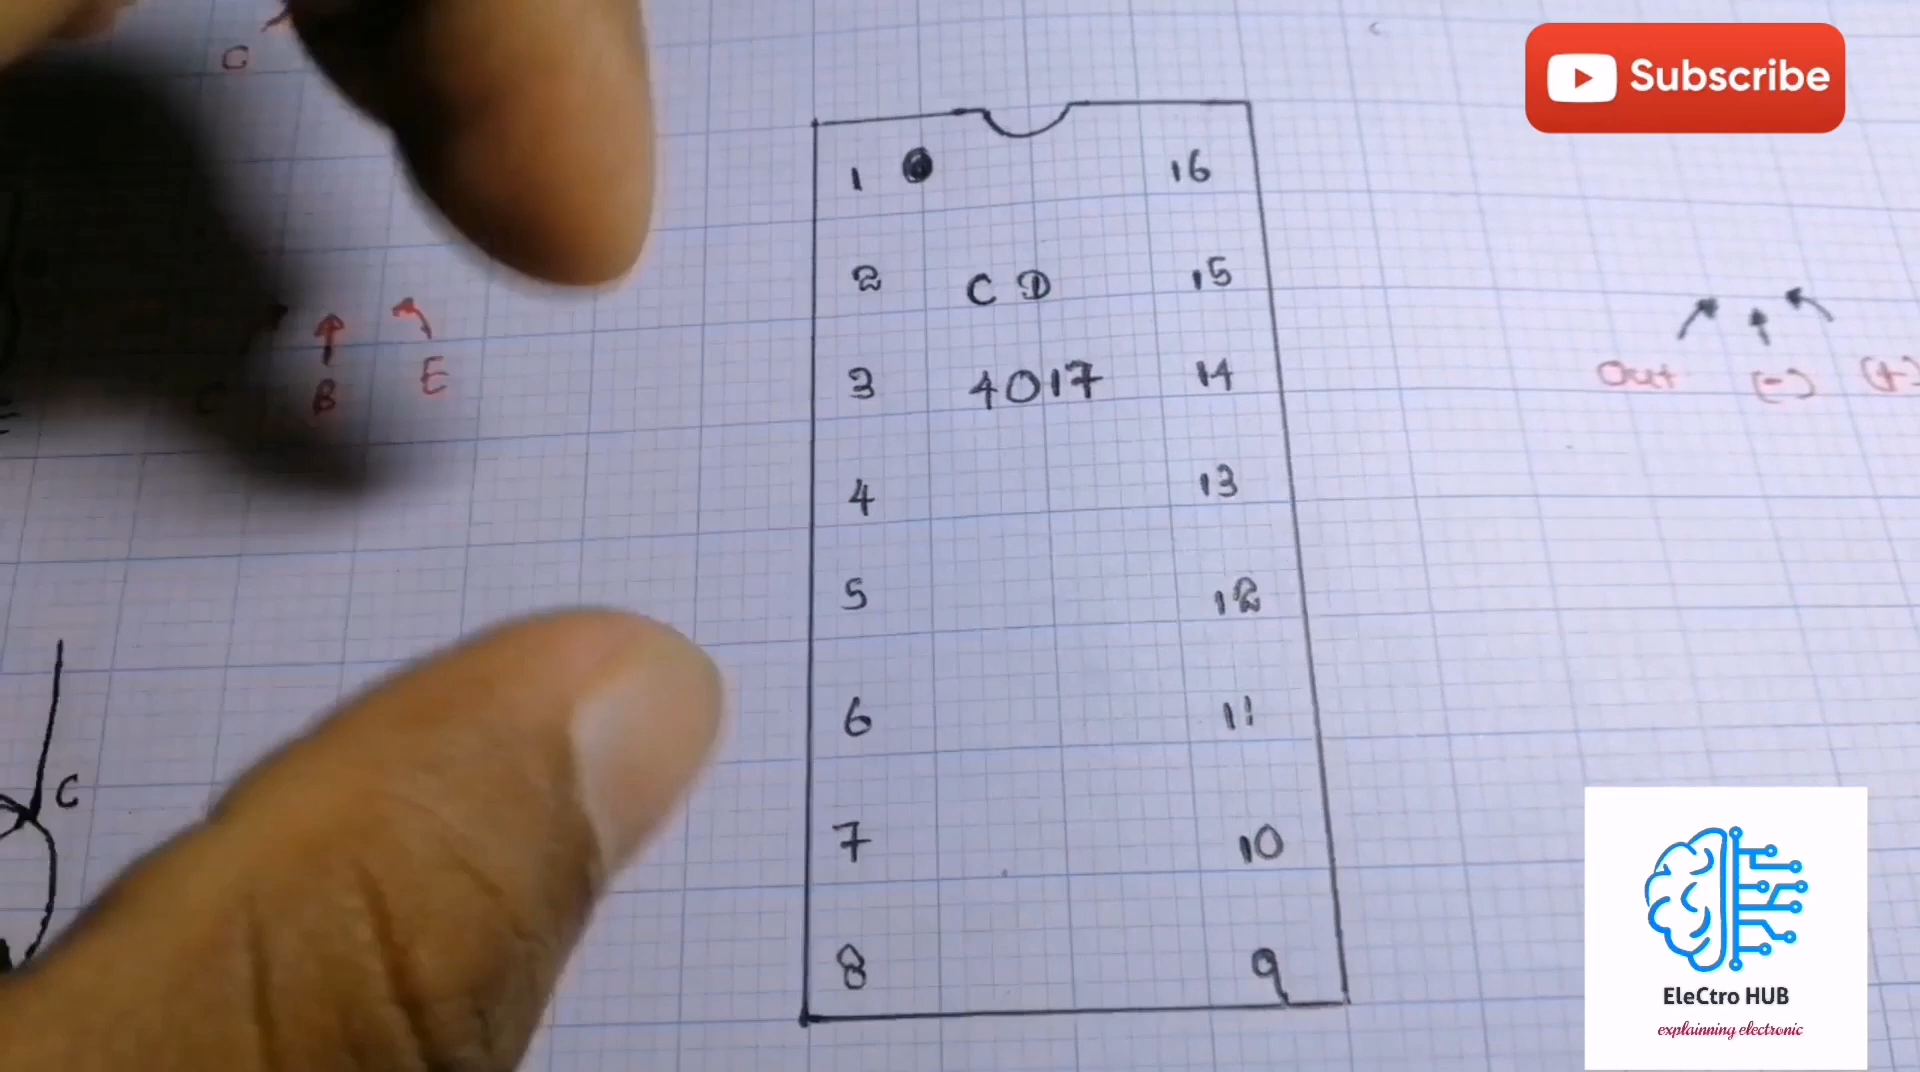 Subscribe
C
1 16
2 CD 15
3 4017 14
4 13
5 12
6 11
7 10
8 9
B E
C
Out (-) (+)
EleCtro HUB
explainning electronic